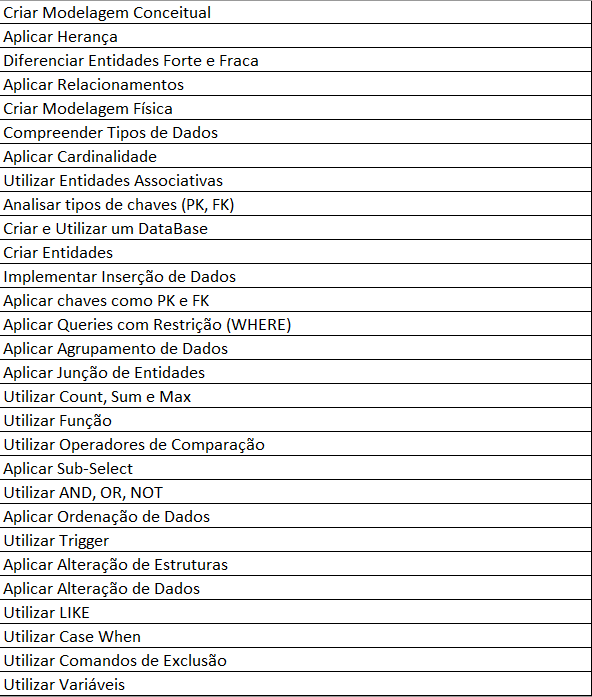 Criar Modelagem Conceitual
Aplicar Herança
Diferenciar Entidades Forte e Fraca
Aplicar Relacionamentos
Criar Modelagem Física
Compreender Tipos de Dados
Aplicar Cardinalidade
Utilizar Entidades Associativas
Analisar tipos de chaves (PK, FK)
Criar e Utilizar um DataBase
Criar Entidades
Implementar Inserção de Dados
Aplicar chaves como PK e FK
Aplicar Queries com Restrição (WHERE)
Aplicar Agrupamento de Dados
Aplicar Junção de Entidades
Utilizar Count, Sum e Max
Utilizar Função
Utilizar Operadores de Comparação
Aplicar Sub-Select
Utilizar AND, OR, NOT
Aplicar Ordenação de Dados
Utilizar Trigger
Aplicar Alteração de Estruturas
Aplicar Alteração de Dados
Utilizar LIKE
Utilizar Case When
Utilizar Comandos de Exclusão
Utilizar Variáveis